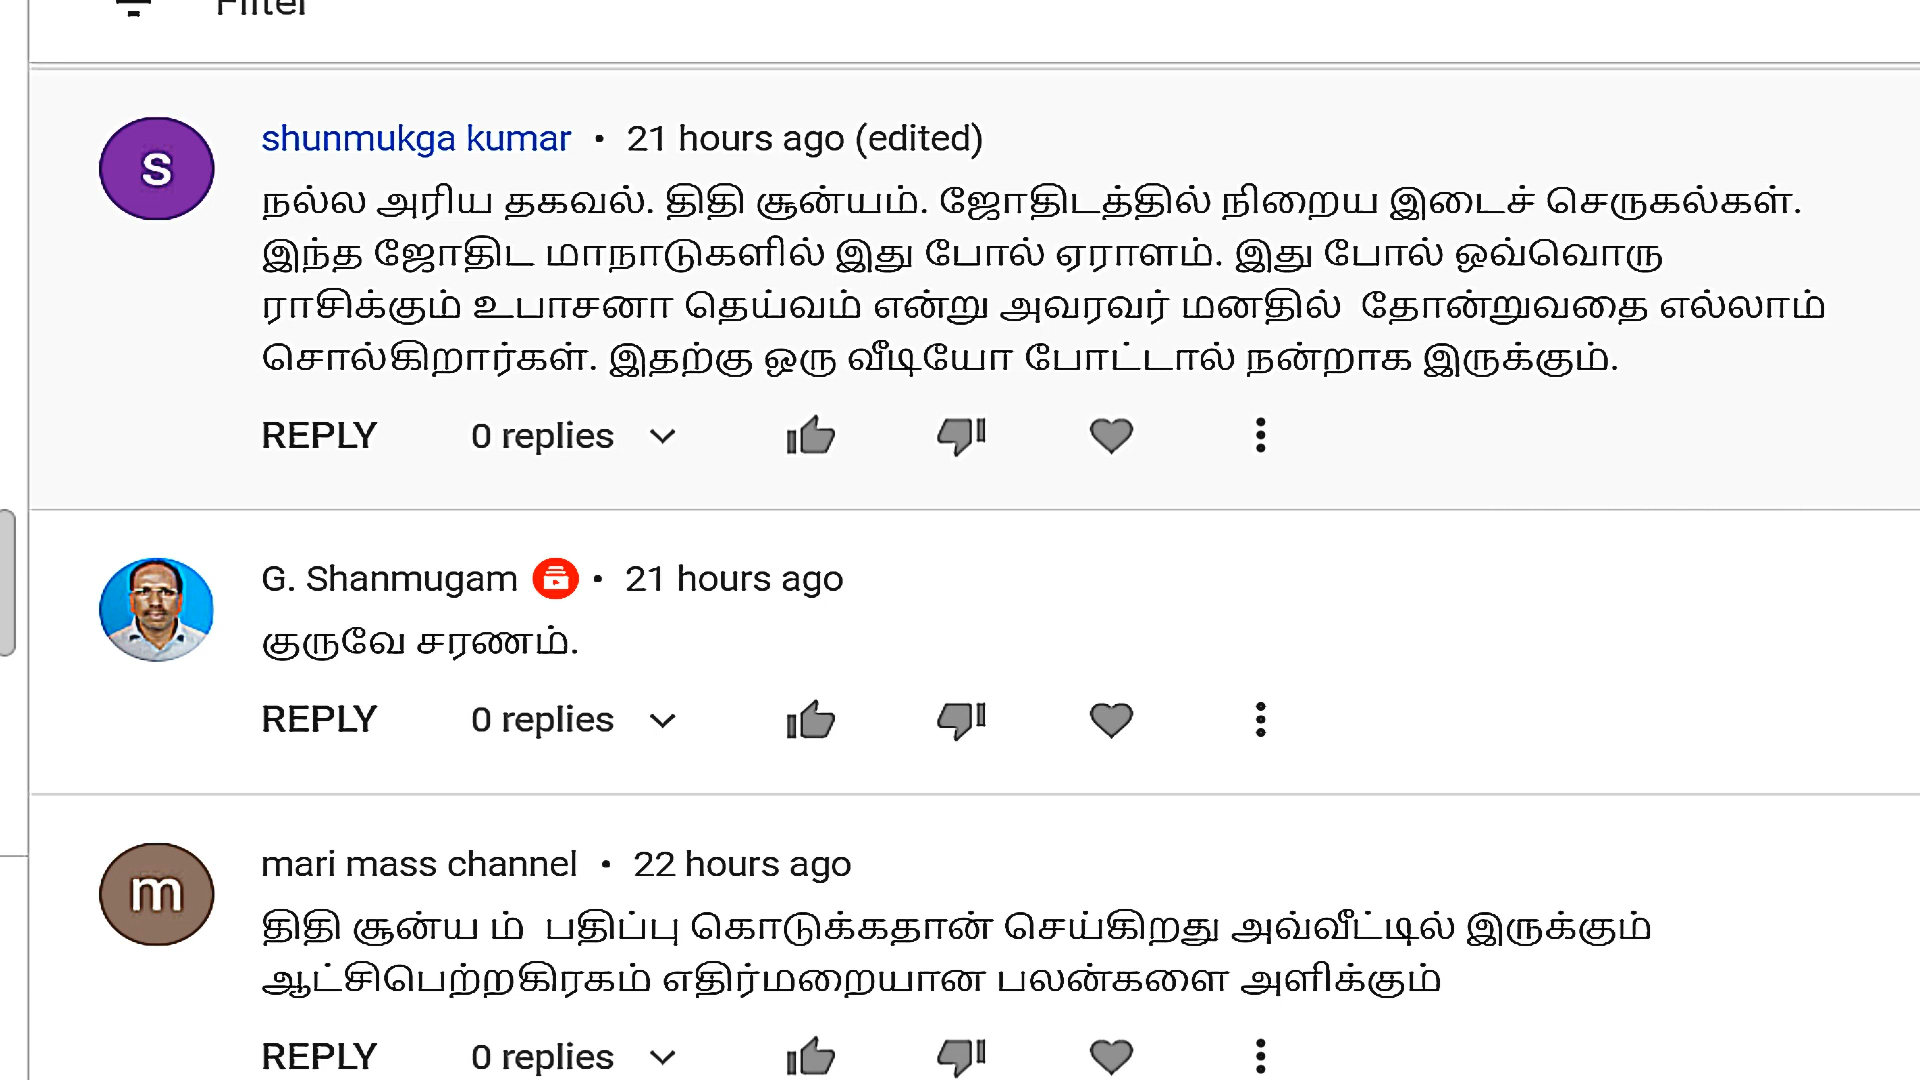 Filter
s
shunmukga kumar • 21 hours ago (edited)
நல்ல அரிய தகவல். திதி சூன்யம். ஜோதிடத்தில் நிறைய இடைச் செருகல்கள்.
இந்த ஜோதிட மாநாடுகளில் இது போல் ஏராளம். இது போல் ஒவ்வொரு
ராசிக்கும் உபாசனா தெய்வம் என்று அவரவர் மனதில் தோன்றுவதை எல்லாம்
சொல்கிறார்கள். இதற்கு ஒரு வீடியோ போட்டால் நன்றாக இருக்கும்.
REPLY 0 replies
G. Shanmugam • 21 hours ago
குருவே சரணம்.
REPLY 0 replies
m
mari mass channel • 22 hours ago
திதி சூன்ய ம் பதிப்பு கொடுக்கதான் செய்கிறது அவ்வீட்டில் இருக்கும்
ஆட்சிபெற்றகிரகம் எதிர்மறையான பலன்களை அளிக்கும்
REPLY 0 replies